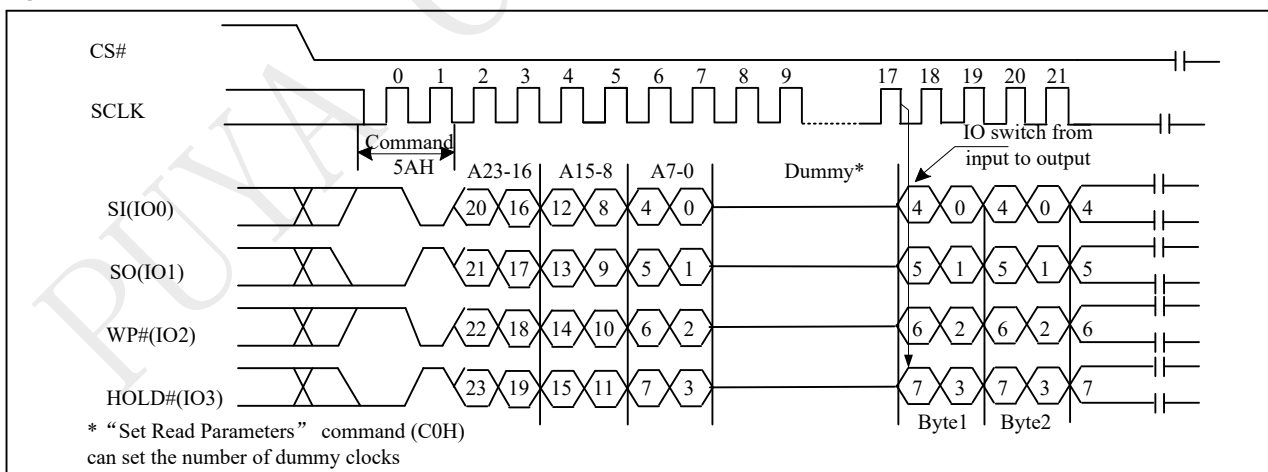 CS#
0 1 2 3 4 5 6 7 8 9 17 18 19 20 21
SCLK
Command
5AH
IO switch from
input to output
A23-16 A15-8 A7-0 Dummy*
SI(IO0) 20 16 12 8 4 0 4 0 4 0 4
SO(IO1) 21 17 13 9 5 1 5 1 5 1 5
WP#(IO2) 22 18 14 10 6 2 6 2 6 2 6
HOLD#(IO3) 23 19 15 11 7 3 7 3 7 3 7
Byte1 Byte2
* “Set Read Parameters” command (C0H)
can set the number of dummy clocks
PUYA